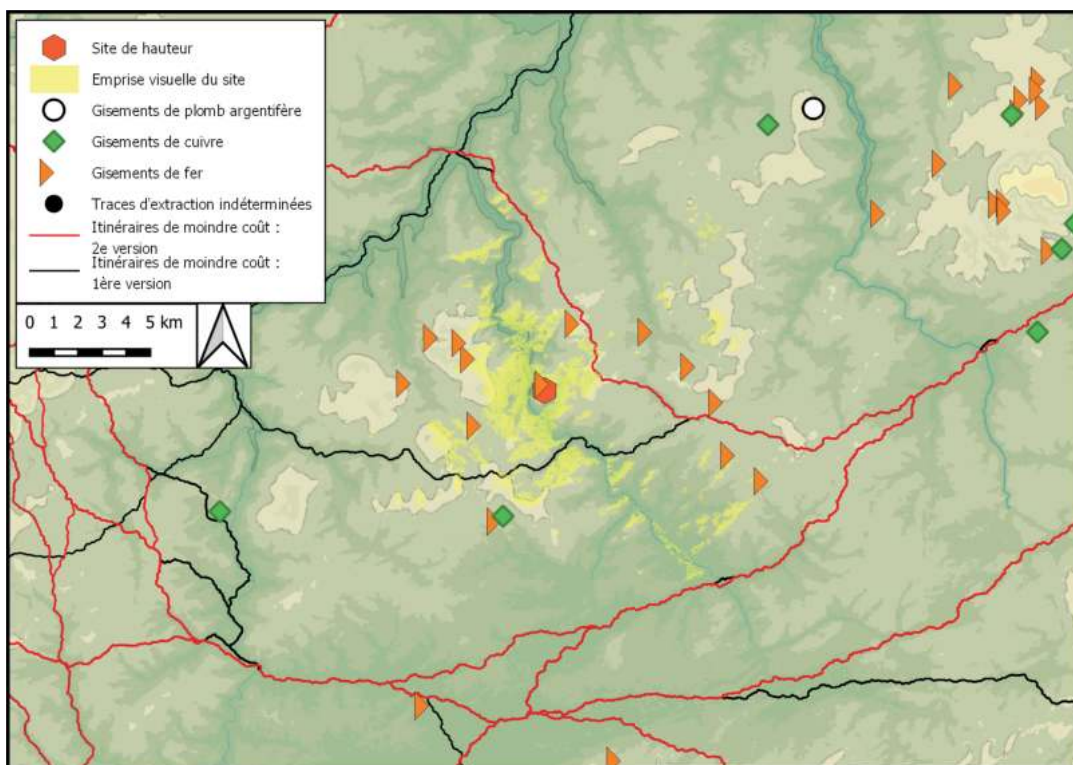 Site de hauteur
Emprise visuelle du site
Gisements de plomb argentifère
Gisements de cuivre
Gisements de fer
Traces d'extraction indéterminées
Itinéraires de moindre coût :
2e version
Itinéraires de moindre coût :
1ère version
0 1 2 3 4 5 km